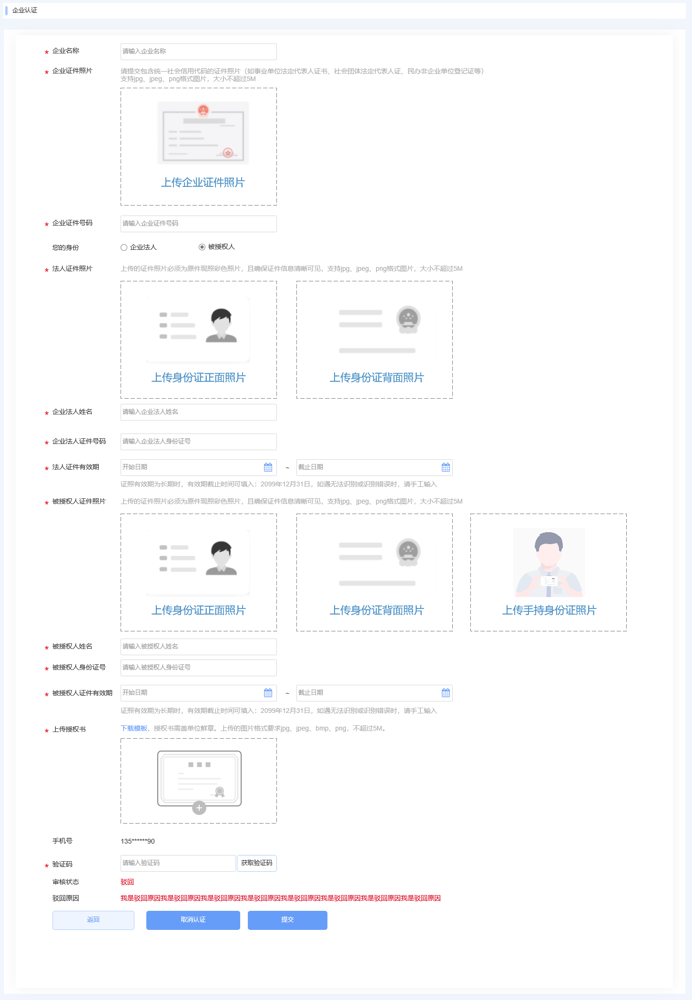 企业认证
* 企业名称 请输入企业名称
* 企业证件照片 请提交包含统一社会信用代码的证件照片（如事业单位法定代表人证书、社会团体法定代表人证、民办非企业单位登记证等）
支持jpg、jpeg、png格式图片，大小不超过5M
上传企业证件照片
* 企业证件号码 请输入企业证件号码
您的身份 企业法人 被授权人
* 法人证件照片 上传的证件照片必须为原件现照彩色照片，且确保证件信息清晰可见，支持jpg、jpeg、png格式图片，大小不超过5M
上传身份证正面照片 上传身份证背面照片
* 企业法人姓名 请输入企业法人姓名
* 企业法人证件号码 请输入企业法人身份证号
* 法人证件有效期 开始日期 ~ 截止日期
证照有效期为长期时，有效期截止时间可填入：2099年12月31日，如遇无法识别或识别错误时，请手工输入
* 被授权人证件照片 上传的证件照片必须为原件现照彩色照片，且确保证件信息清晰可见，支持jpg、jpeg、png格式图片，大小不超过5M
上传身份证正面照片 上传身份证背面照片 上传手持身份证照片
* 被授权人姓名 请输入被授权人姓名
* 被授权人身份证号 请输入被授权人身份证号
* 被授权人证件有效期 开始日期 ~ 截止日期
证照有效期为长期时，有效期截止时间可填入：2099年12月31日，如遇无法识别或识别错误时，请手工输入
* 上传授权书 下载模板，授权书需盖单位鲜章。上传的图片格式要求jpg、jpeg、bmp、png，不超过5M。
手机号 135******90
* 验证码 请输入验证码 获取验证码
审核状态 驳回
驳回原因 我是驳回原因我是驳回原因我是驳回原因我是驳回原因我是驳回原因我是驳回原因我是驳回原因我是驳回原因
返回 取消认证 提交